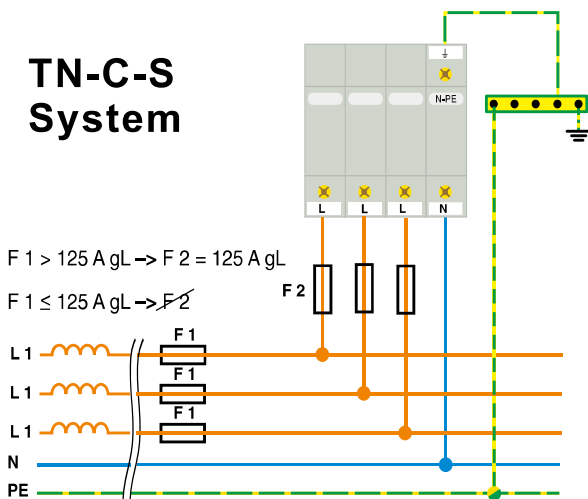 TN-C-S
System
N-PE
L L L N
F 1 > 125 A gL –> F 2 = 125 A gL
F 2
F 1 ≤ 125 A gL –> F 2
F 1
L 1
F 1
L 1
F 1
L 1
N
PE